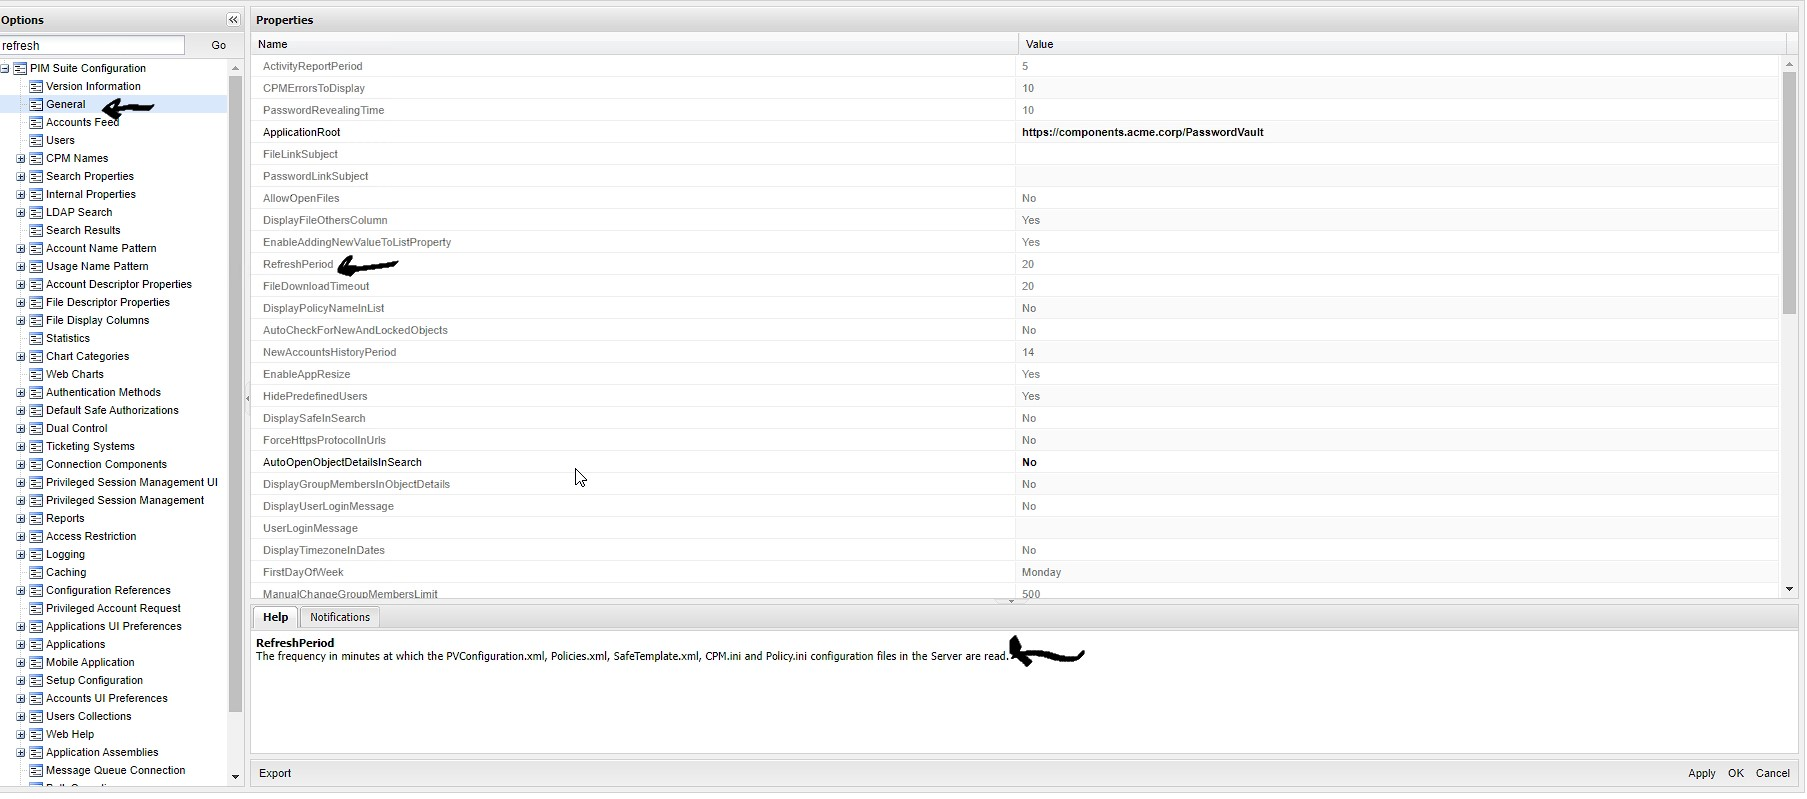 Options
refresh
Go
PIM Suite Configuration
Version Information
General
Accounts Feed
Users
CPM Names
Search Properties
Internal Properties
LDAP Search
Search Results
Account Name Pattern
Usage Name Pattern
Account Descriptor Properties
File Descriptor Properties
File Display Columns
Statistics
Chart Categories
Web Charts
Authentication Methods
Default Safe Authorizations
Dual Control
Ticketing Systems
Connection Components
Privileged Session Management UI
Privileged Session Management
Reports
Access Restriction
Logging
Caching
Configuration References
Privileged Account Request
Applications UI Preferences
Applications
Mobile Application
Setup Configuration
Accounts UI Preferences
Users Collections
Web Help
Application Assemblies
Message Queue Connection
Properties
Name Value
ActivityReportPeriod 5
CPMErrorsToDisplay 10
PasswordRevealingTime 10
ApplicationRoot https://components.acme.corp/PasswordVault
FileLinkSubject
PasswordLinkSubject
AllowOpenFiles No
DisplayFileOthersColumn Yes
EnableAddingNewValueToListProperty Yes
RefreshPeriod 20
FileDownloadTimeout 20
DisplayPolicyNameInList No
AutoCheckForNewAndLockedObjects No
NewAccountsHistoryPeriod 14
EnableAppResize Yes
HidePredefinedUsers Yes
DisplaySafeInSearch No
ForceHttpsProtocolInUrls No
AutoOpenObjectDetailsInSearch No
DisplayGroupMembersInObjectDetails No
DisplayUserLoginMessage No
UserLoginMessage
DisplayTimezoneInDates No
FirstDayOfWeek Monday
ManualChangeGroupMembersLimit 500
Help Notifications
RefreshPeriod
The frequency in minutes at which the PVConfiguration.xml, Policies.xml, SafeTemplate.xml, CPM.ini and Policy.ini configuration files in the Server are read.
Export Apply OK Cancel